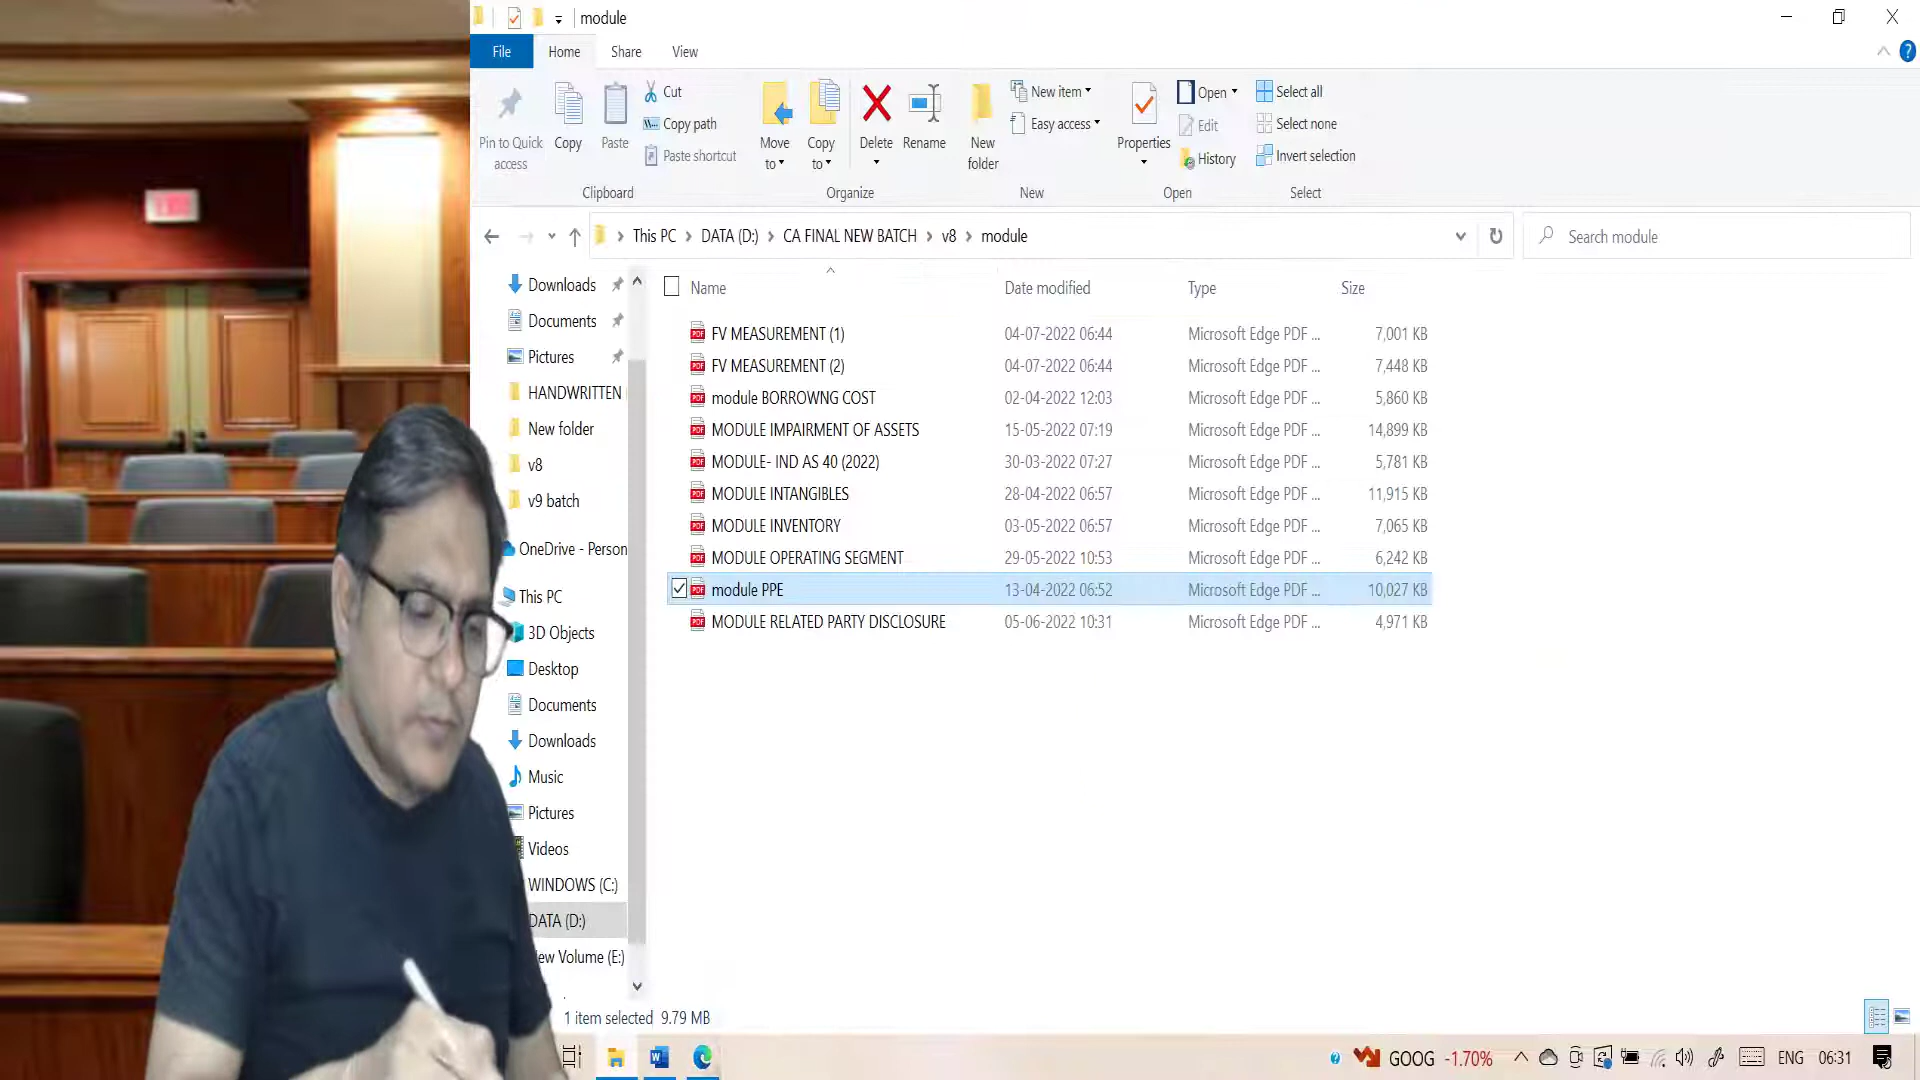 module
File Home Share View
Pin to Quick access
Copy
Paste
Cut
Copy path
Paste shortcut
Clipboard
Move to
Copy to
Delete
Rename
Organize
New folder
New item
Easy access
New
Properties
Open
Edit
History
Open
Select all
Select none
Invert selection
Select
This PC > DATA (D:) > CA FINAL NEW BATCH > v8 > module
Search module
Downloads
Documents
Pictures
HANDWRITTEN
New folder
v8
v9 batch
OneDrive - Person
This PC
3D Objects
Desktop
Documents
Downloads
Music
Pictures
Videos
WINDOWS (C:)
DATA (D:)
ew Volume (E:)
Name Date modified Type Size
FV MEASUREMENT (1) 04-07-2022 06:44 Microsoft Edge PDF ... 7,001 KB
FV MEASUREMENT (2) 04-07-2022 06:44 Microsoft Edge PDF ... 7,448 KB
module BORROWNG COST 02-04-2022 12:03 Microsoft Edge PDF ... 5,860 KB
MODULE IMPAIRMENT OF ASSETS 15-05-2022 07:19 Microsoft Edge PDF ... 14,899 KB
MODULE- IND AS 40 (2022) 30-03-2022 07:27 Microsoft Edge PDF ... 5,781 KB
MODULE INTANGIBLES 28-04-2022 06:57 Microsoft Edge PDF ... 11,915 KB
MODULE INVENTORY 03-05-2022 06:57 Microsoft Edge PDF ... 7,065 KB
MODULE OPERATING SEGMENT 29-05-2022 10:53 Microsoft Edge PDF ... 6,242 KB
module PPE 13-04-2022 06:52 Microsoft Edge PDF ... 10,027 KB
MODULE RELATED PARTY DISCLOSURE 05-06-2022 10:31 Microsoft Edge PDF ... 4,971 KB
1 item selected 9.79 MB
GOOG -1.70% ENG 06:31